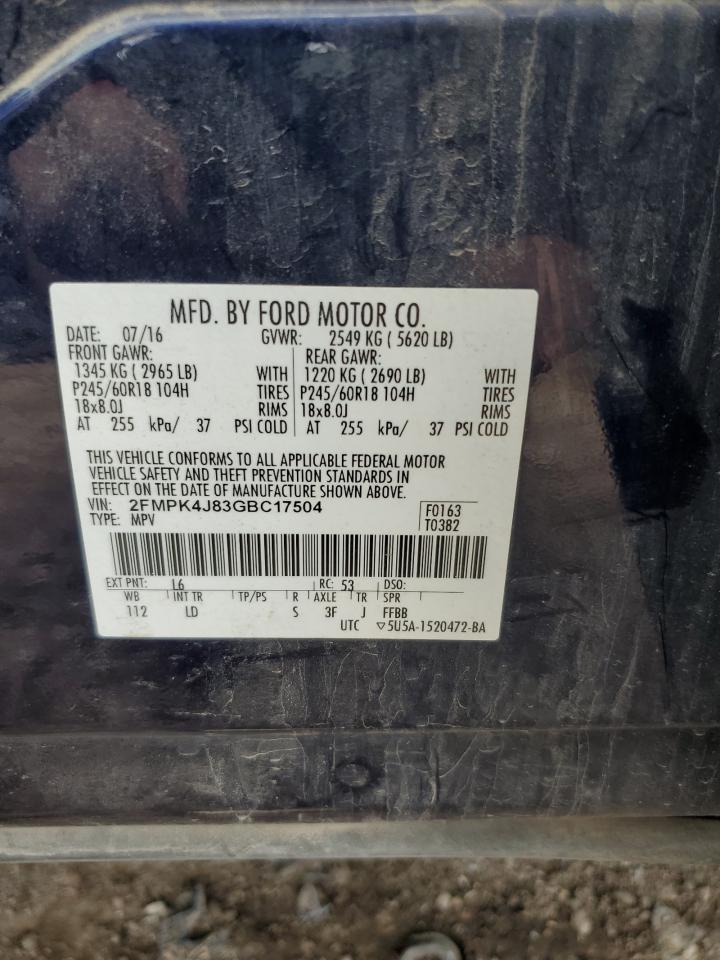 MFD. BY FORD MOTOR CO.
DATE: 07/16 GVWR: 2549 KG ( 5620 LB)
FRONT GAWR: REAR GAWR:
1345 KG ( 2965 LB) WITH 1220 KG ( 2690 LB) WITH
P245/60R18 104H TIRES P245/60R18 104H TIRES
18x8.0J RIMS 18x8.0J RIMS
AT 255 kPa/ 37 PSI COLD AT 255 kPa/ 37 PSI COLD
THIS VEHICLE CONFORMS TO ALL APPLICABLE FEDERAL MOTOR
VEHICLE SAFETY AND THEFT PREVENTION STANDARDS IN
EFFECT ON THE DATE OF MANUFACTURE SHOWN ABOVE.
VIN: 2FMPK4J83GBC17504 F0163
TYPE: MPV T0382
EXT PNT: L6 RC: 53 DSO:
WB INT TR TP/PS R AXLE TR SPR
112 LD S 3F J FFBB
UTC ▽5U5A-1520472-BA